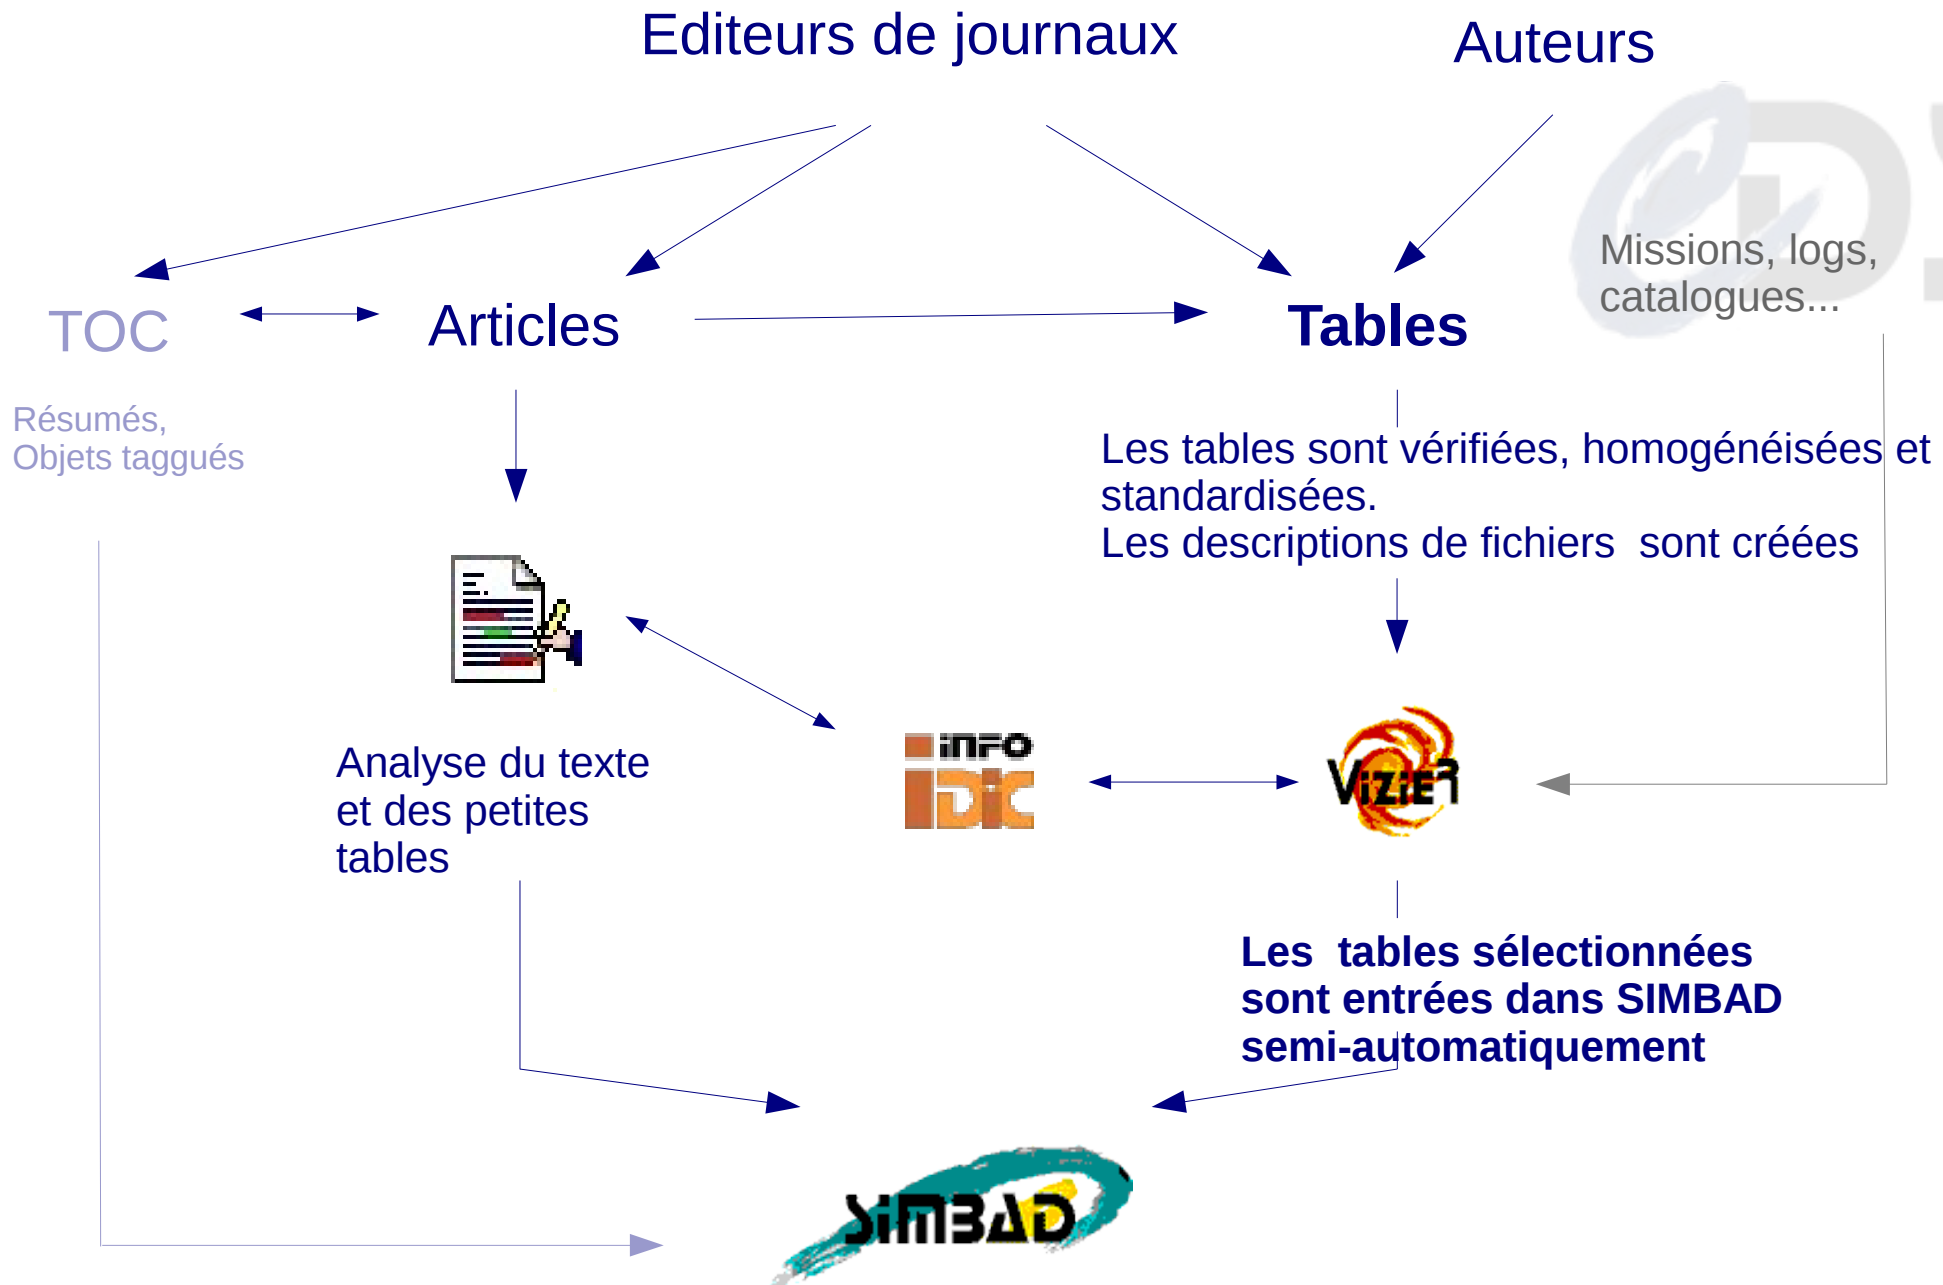 Editeurs de journaux
Auteurs
CDS
Missions, logs,
catalogues...
TOC
Articles
Tables
Résumés,
Objets taggués
Les tables sont vérifiées, homogénéisées et
standardisées.
Les descriptions de fichiers  sont créées
Analyse du texte
et des petites
tables
iNFO
DiC
ViZieR
Les  tables sélectionnées
sont entrées dans SIMBAD
semi-automatiquement
SiMBAD